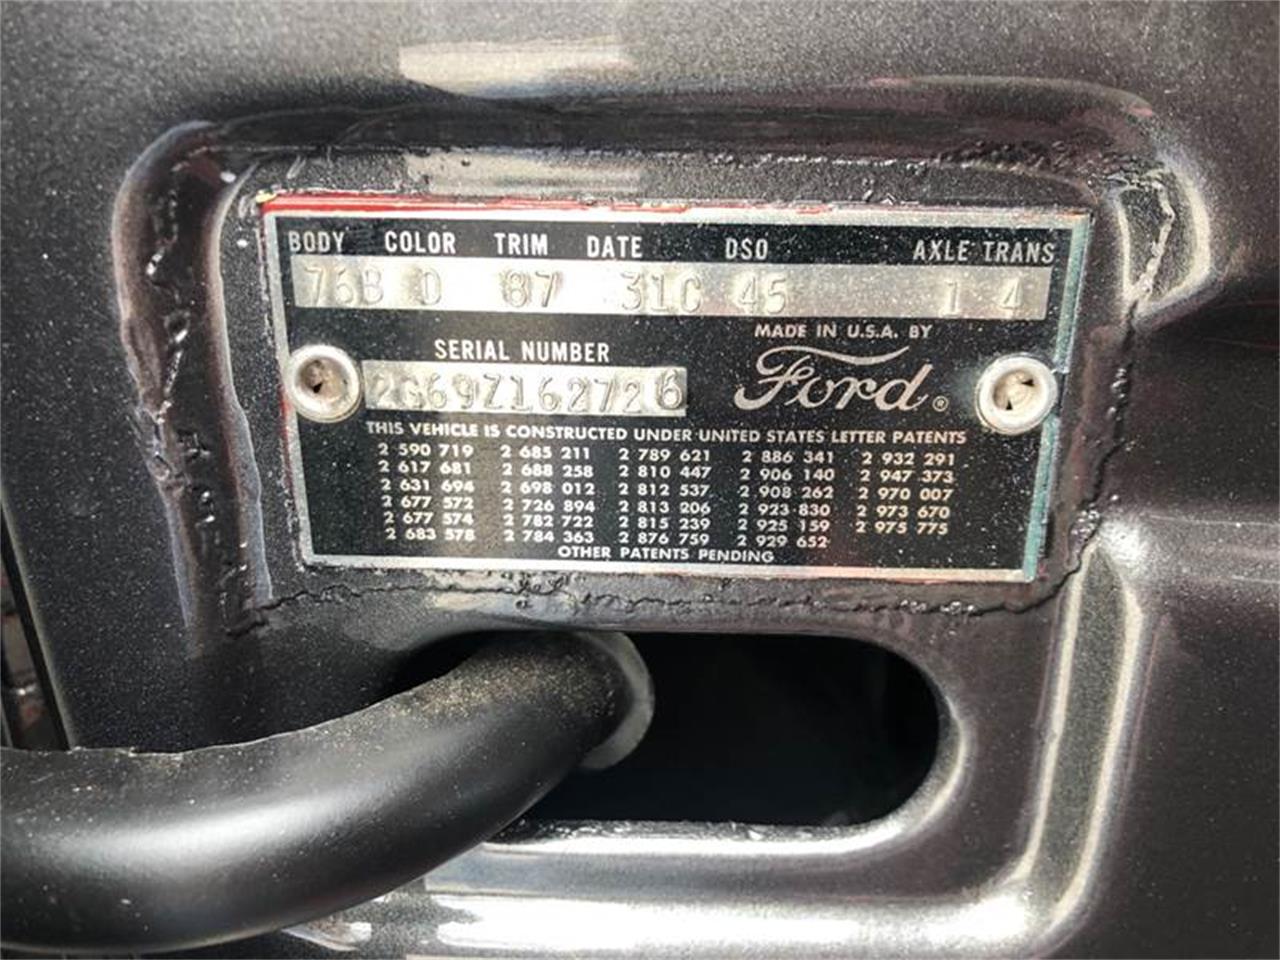 BODY COLOR TRIM DATE DSO AXLE TRANS
76B D 87 31C 45 1 4
MADE IN U.S.A. BY
Ford ®
SERIAL NUMBER
2G69Z162726
THIS VEHICLE IS CONSTRUCTED UNDER UNITED STATES LETTER PATENTS
2 590 719 2 685 211 2 789 621 2 886 341 2 932 291
2 617 681 2 688 258 2 810 447 2 906 140 2 947 373
2 631 694 2 698 012 2 812 537 2 908 262 2 970 007
2 677 572 2 726 894 2 813 206 2 923 830 2 973 670
2 677 574 2 782 722 2 815 239 2 925 159 2 975 775
2 683 578 2 784 363 2 876 759 2 929 652
OTHER PATENTS PENDING